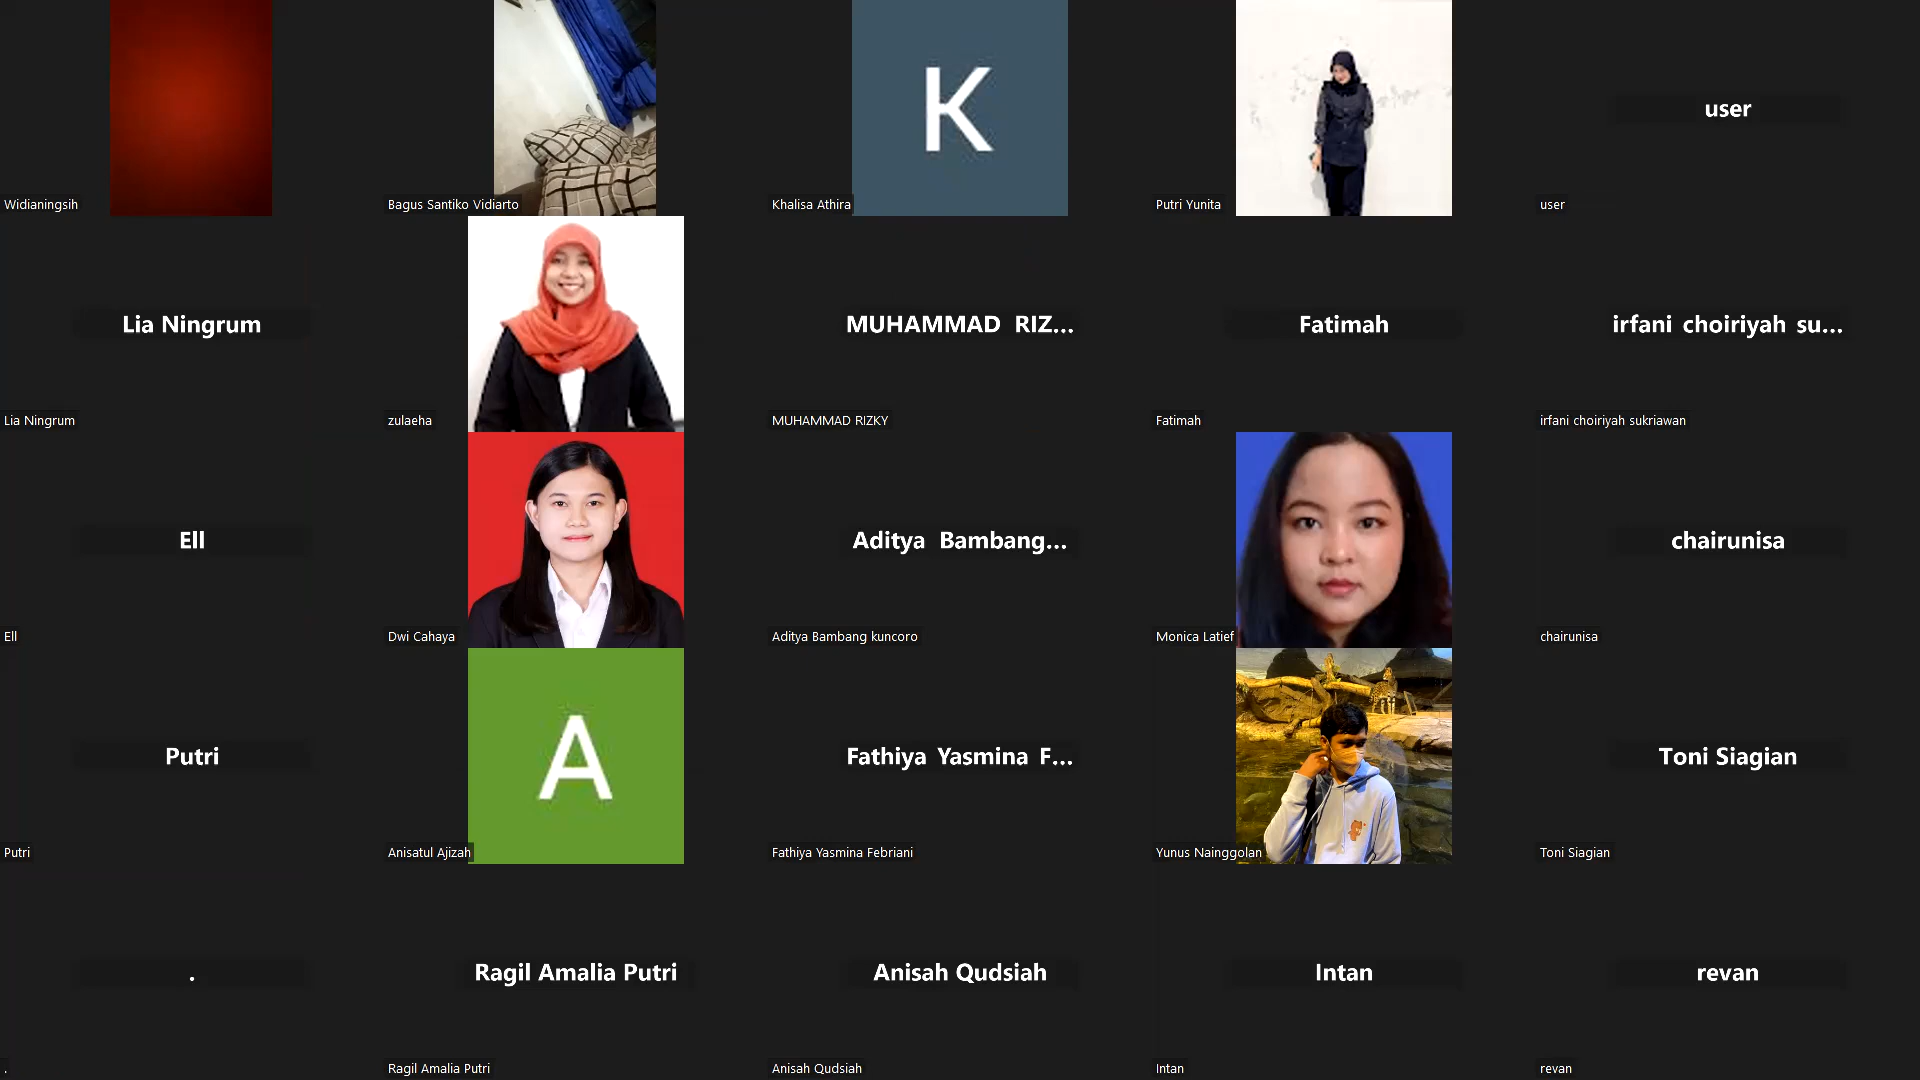 Widianingsih
Bagus Santiko Vidiarto
K
Khalisa Athira
Putri Yunita
user
user
Lia Ningrum
Lia Ningrum
zulaeha
MUHAMMAD RIZ...
MUHAMMAD RIZKY
Fatimah
Fatimah
irfani choiriyah su...
irfani choiriyah sukriawan
Ell
Ell
Dwi Cahaya
Aditya Bambang...
Aditya Bambang kuncoro
Monica Latief
chairunisa
chairunisa
Putri
Putri
A
Anisatul Ajizah
Fathiya Yasmina F...
Fathiya Yasmina Febriani
Yunus Nainggolan
Toni Siagian
Toni Siagian
.
.
Ragil Amalia Putri
Ragil Amalia Putri
Anisah Qudsiah
Anisah Qudsiah
Intan
Intan
revan
revan